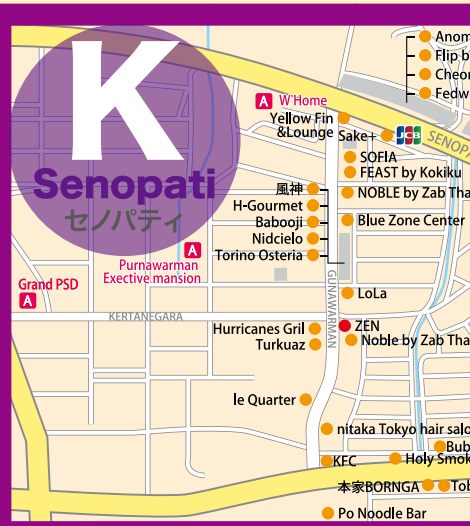 K
Senopati
セノパティ
Anom
Flip b
Cheon
Fedw
A W'Home
Yellow Fin
&Lounge
Sake+
JCB
SENOP
SOFIA
FEAST by Kokiku
風神
NOBLE by Zab Tha
H-Gourmet
Babooji
Blue Zone Center
Nidcielo
Torino Osteria
A
Purnawarman
Exective mansion
Grand PSD
A
GUNAWARMAN
LoLa
KERTANEGARA
Hurricanes Gril
ZEN
Turkuaz
Noble by Zab Tha
le Quarter
nitaka Tokyo hair salo
Bub
KFC
Holy Smok
本家BORNGA
Tob
Po Noodle Bar